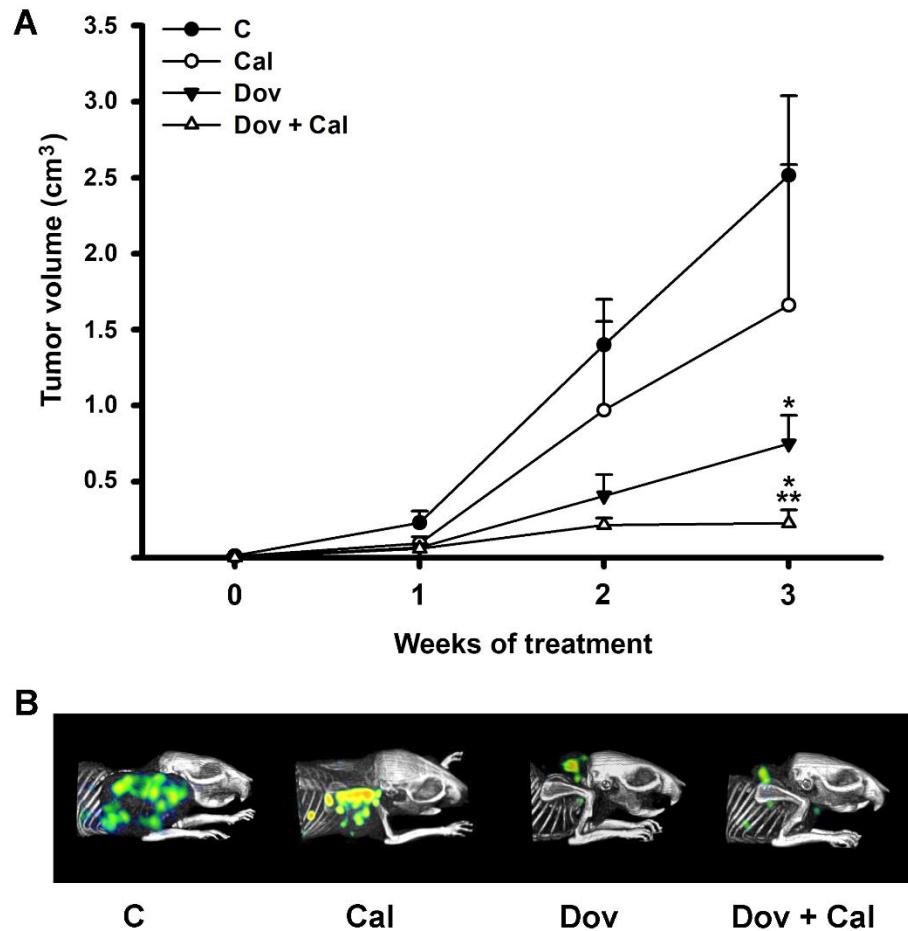 A
C
Cal
Dov
Dov + Cal
Tumor volume (cm³)
3.5
3.0
2.5
2.0
1.5
1.0
0.5
*
*
**
0 1 2 3
Weeks of treatment
B
C Cal Dov Dov + Cal